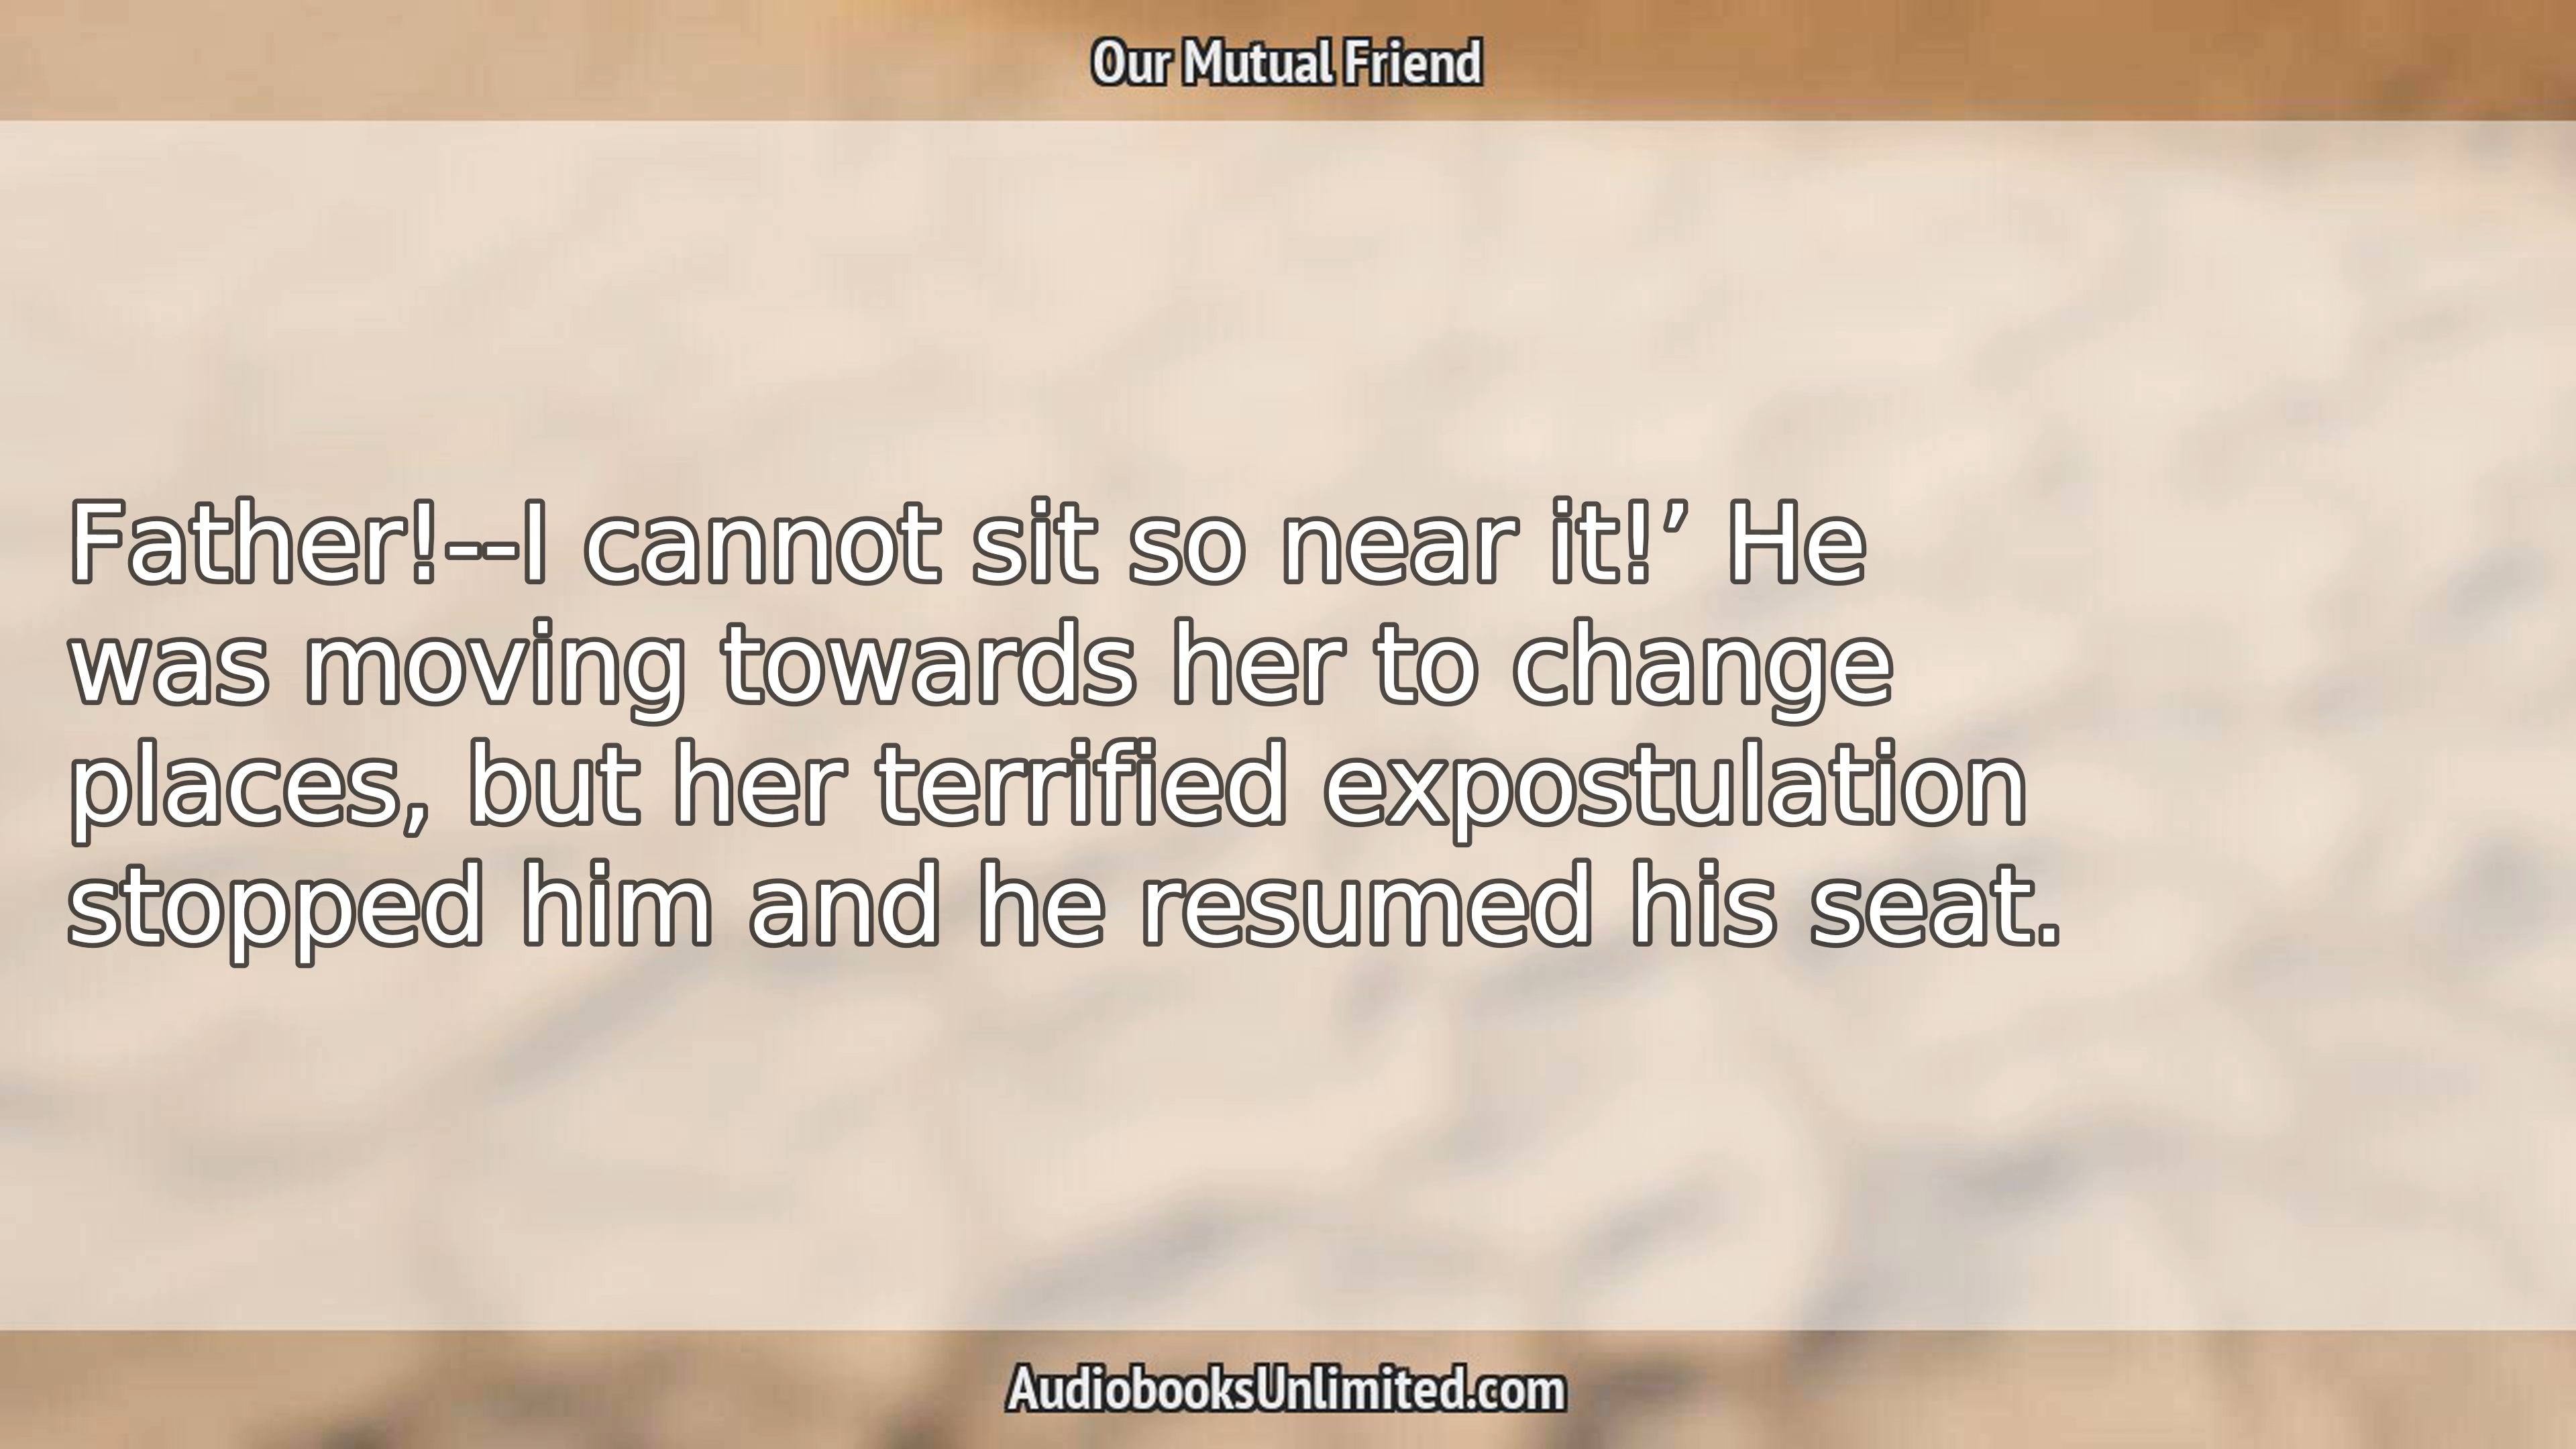 Our Mutual Friend
Father!--I cannot sit so near it!’ He
was moving towards her to change
places, but her terrified expostulation
stopped him and he resumed his seat.
AudiobooksUnlimited.com